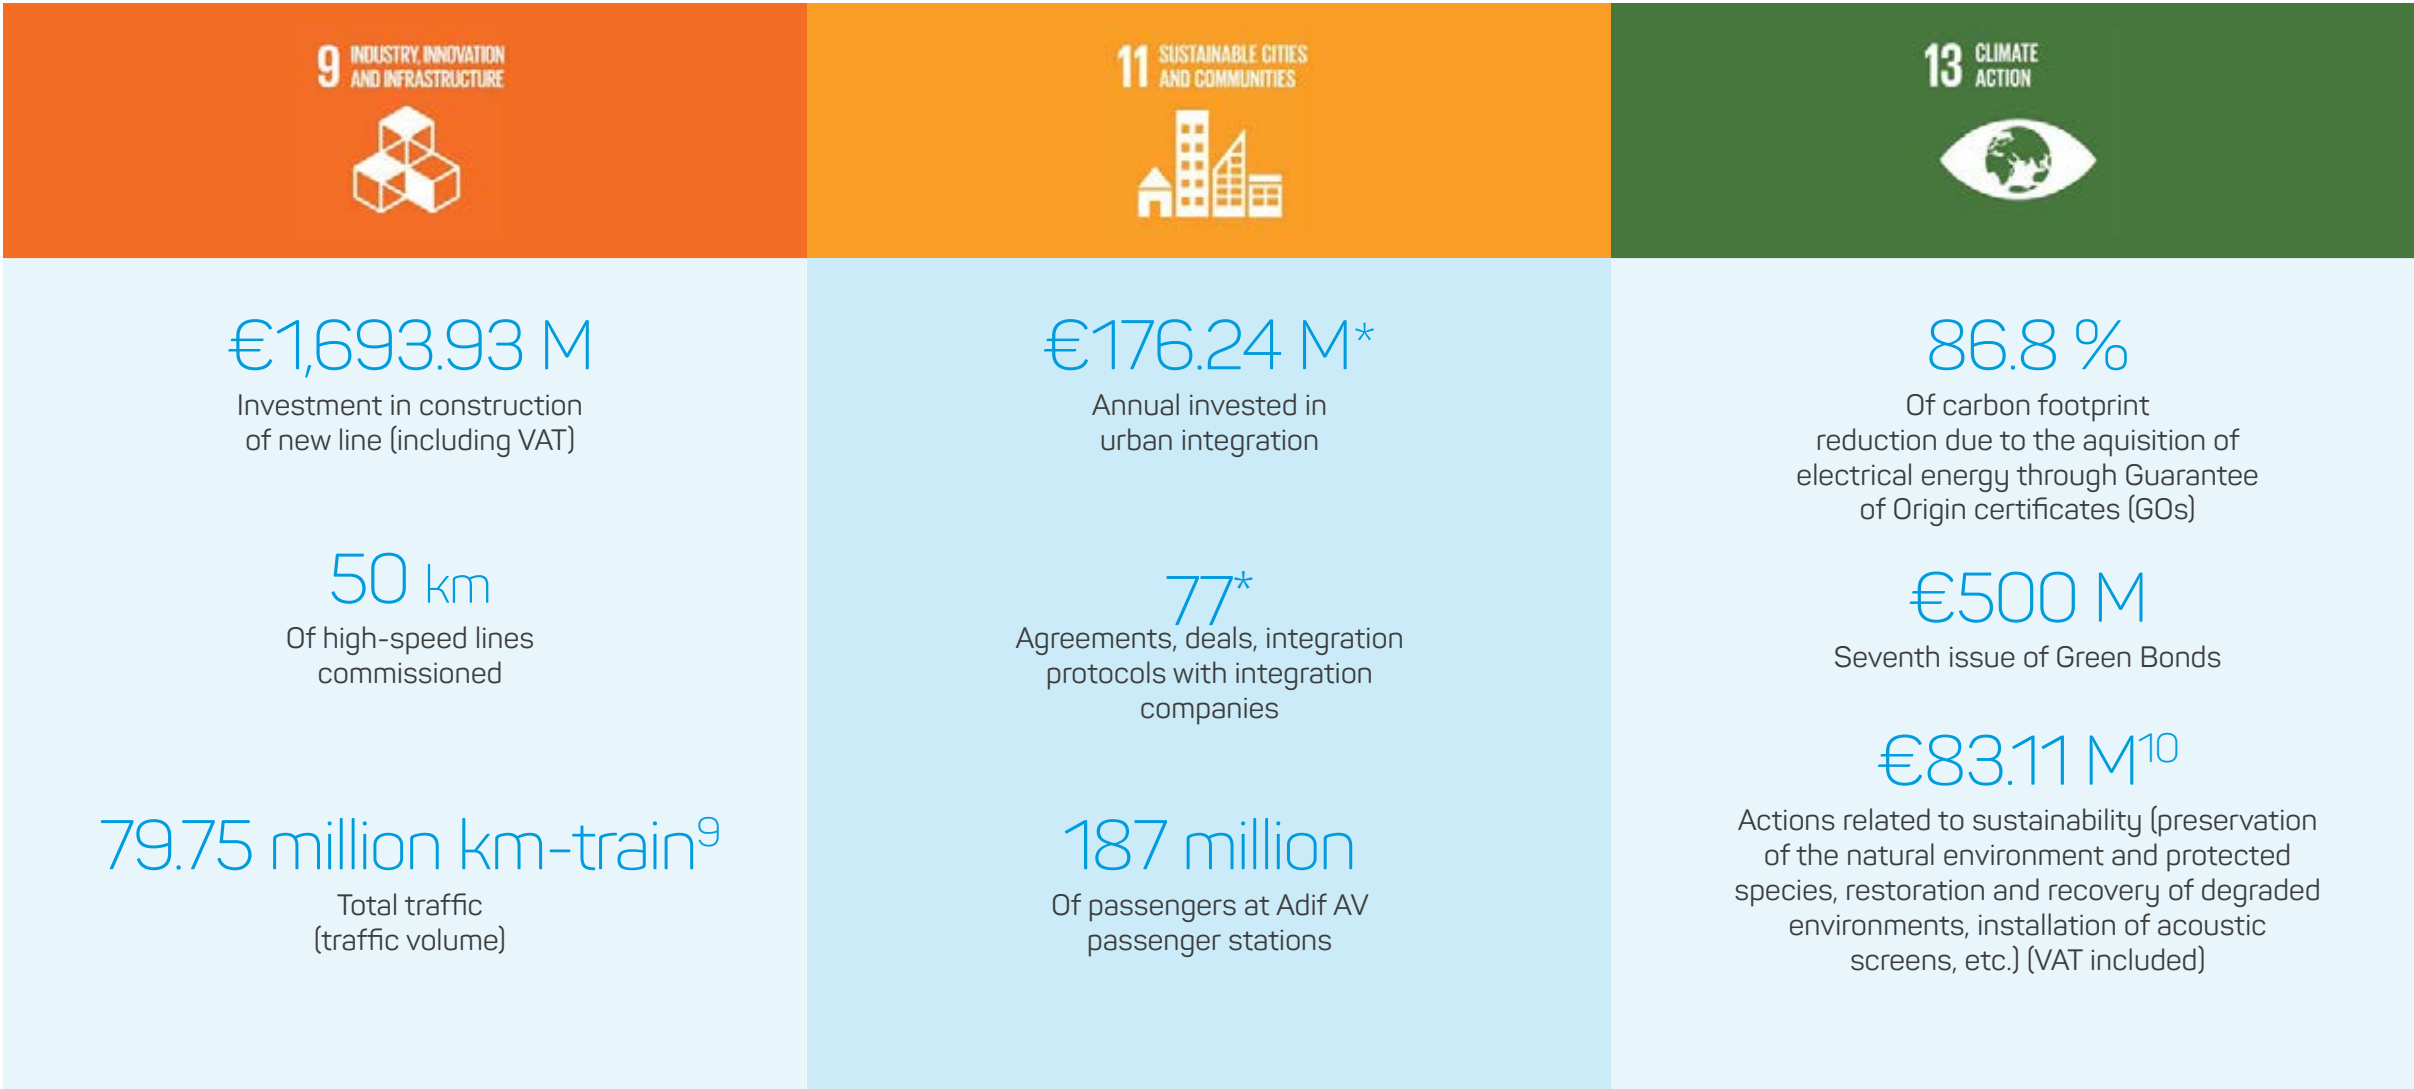 9 INDUSTRY, INNOVATION
AND INFRASTRUCTURE
€1,693.93 M
Investment in construction
of new line (including VAT)
50 km
Of high-speed lines
commissioned
79.75 million km-train⁹
Total traffic
(traffic volume)
11 SUSTAINABLE CITIES
AND COMMUNITIES
€176.24 M*
Annual invested in
urban integration
77*
Agreements, deals, integration
protocols with integration
companies
187 million
Of passengers at Adif AV
passenger stations
13 CLIMATE
ACTION
86.8 %
Of carbon footprint
reduction due to the aquisition of
electrical energy through Guarantee
of Origin certificates (GOs)
€500 M
Seventh issue of Green Bonds
€83.11 M¹⁰
Actions related to sustainability (preservation
of the natural environment and protected
species, restoration and recovery of degraded
environments, installation of acoustic
screens, etc.) (VAT included)